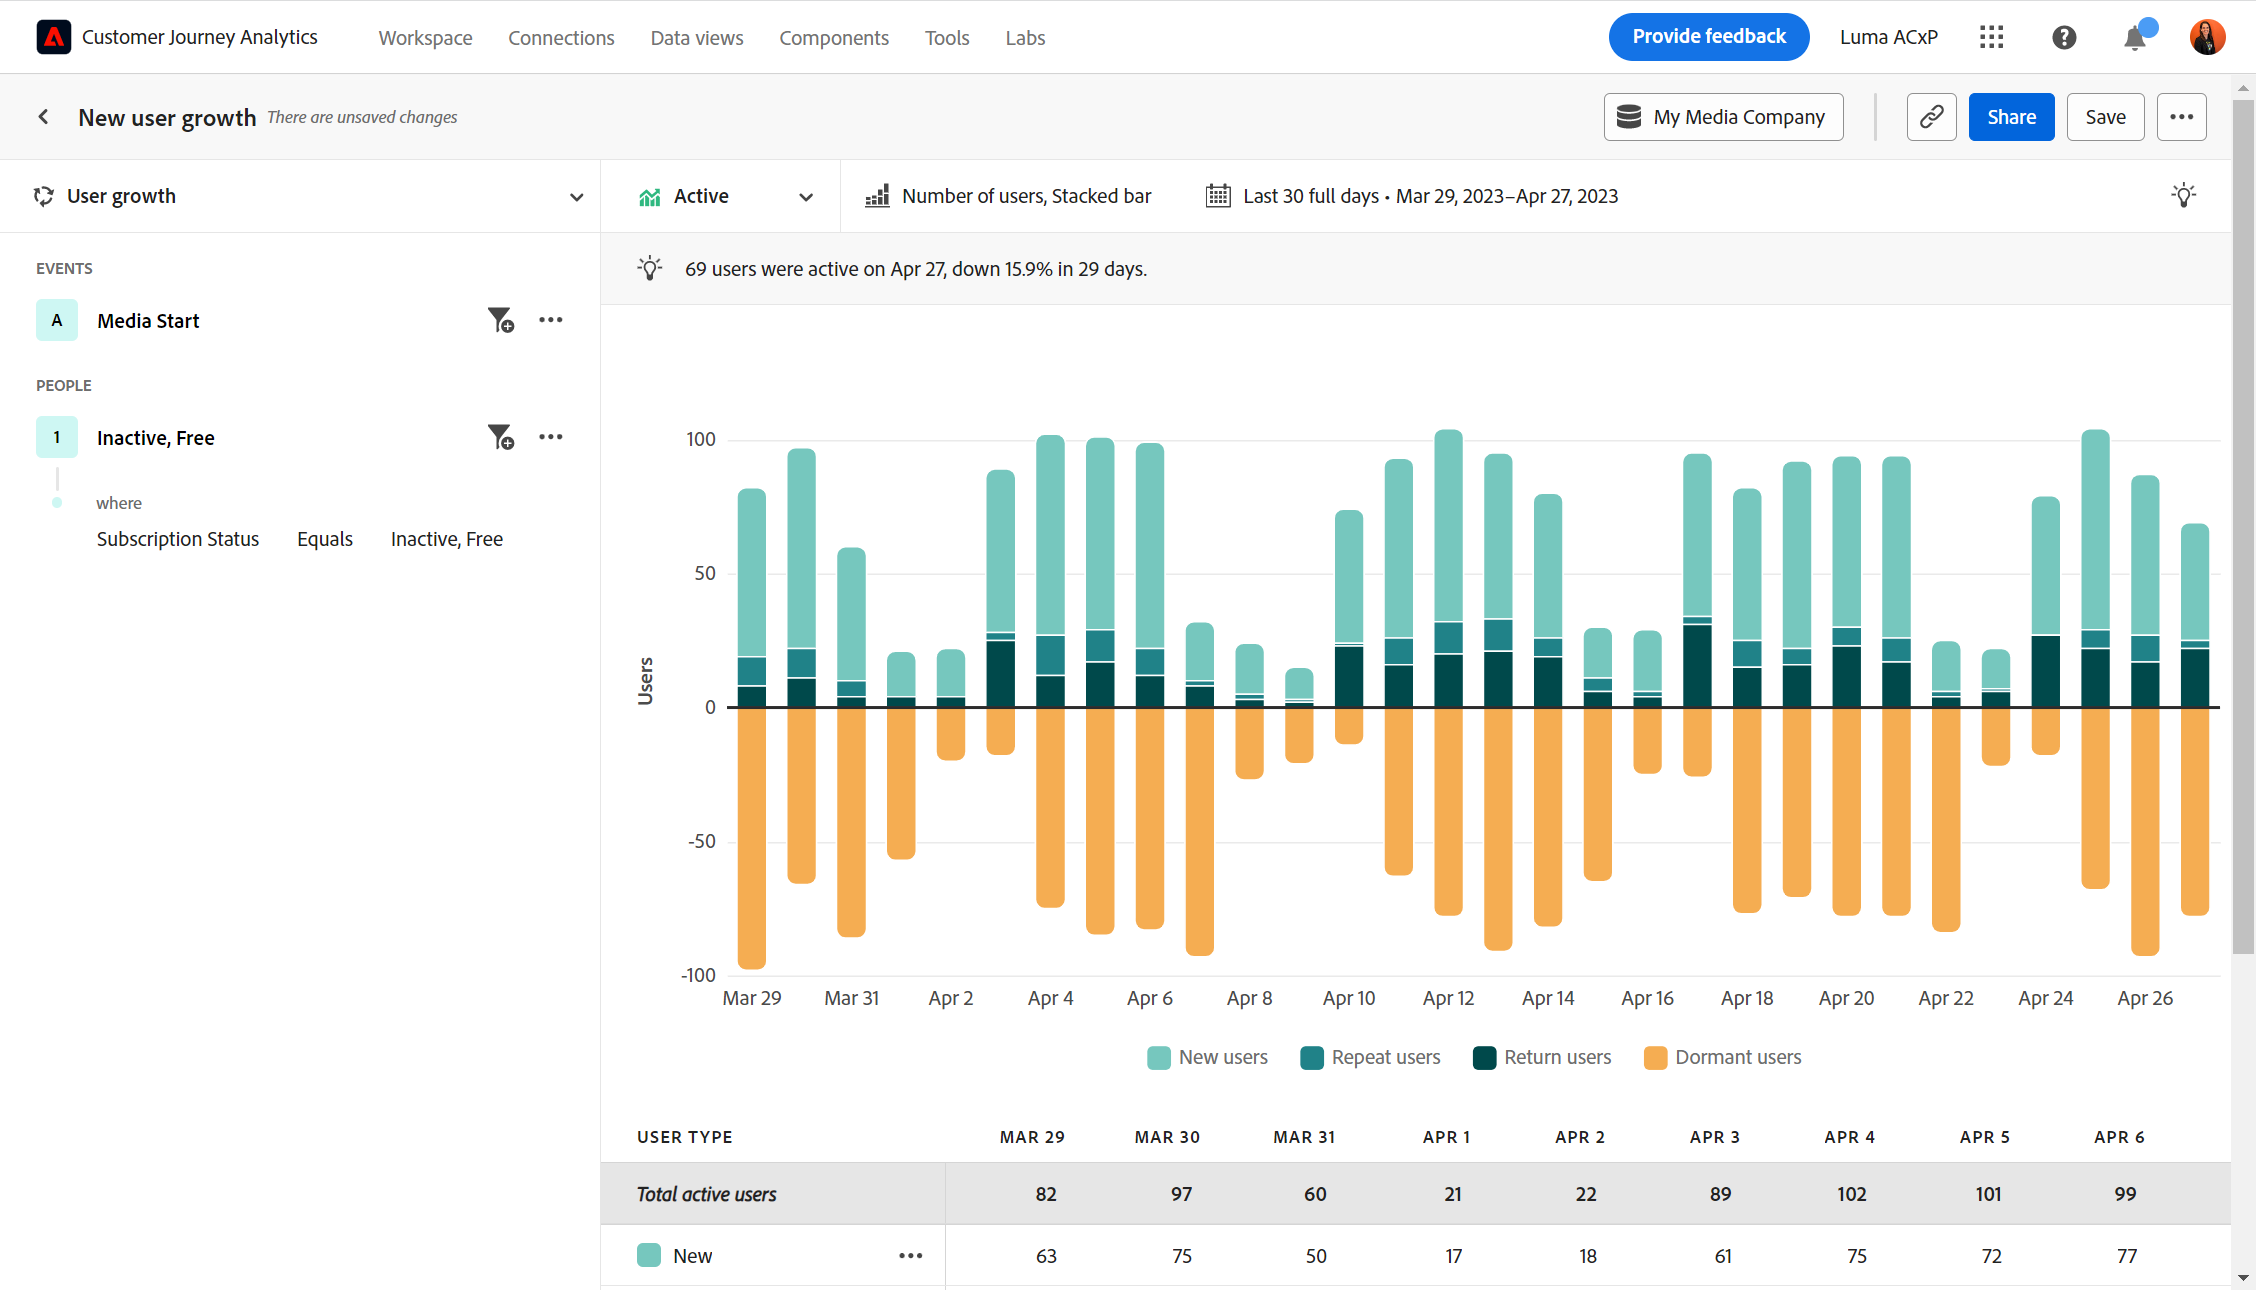 Customer Journey Analytics Workspace Connections Data views Components Tools Labs Provide feedback Luma ACxP
New user growth There are unsaved changes My Media Company Share Save
User growth Active Number of users, Stacked bar Last 30 full days • Mar 29, 2023–Apr 27, 2023
EVENTS
69 users were active on Apr 27, down 15.9% in 29 days.
A Media Start
PEOPLE
1 Inactive, Free
where
Subscription Status Equals Inactive, Free
Users
100
50
0
-50
-100
Mar 29 Mar 31 Apr 2 Apr 4 Apr 6 Apr 8 Apr 10 Apr 12 Apr 14 Apr 16 Apr 18 Apr 20 Apr 22 Apr 24 Apr 26
New users Repeat users Return users Dormant users
USER TYPE MAR 29 MAR 30 MAR 31 APR 1 APR 2 APR 3 APR 4 APR 5 APR 6
Total active users 82 97 60 21 22 89 102 101 99
New 63 75 50 17 18 61 75 72 77